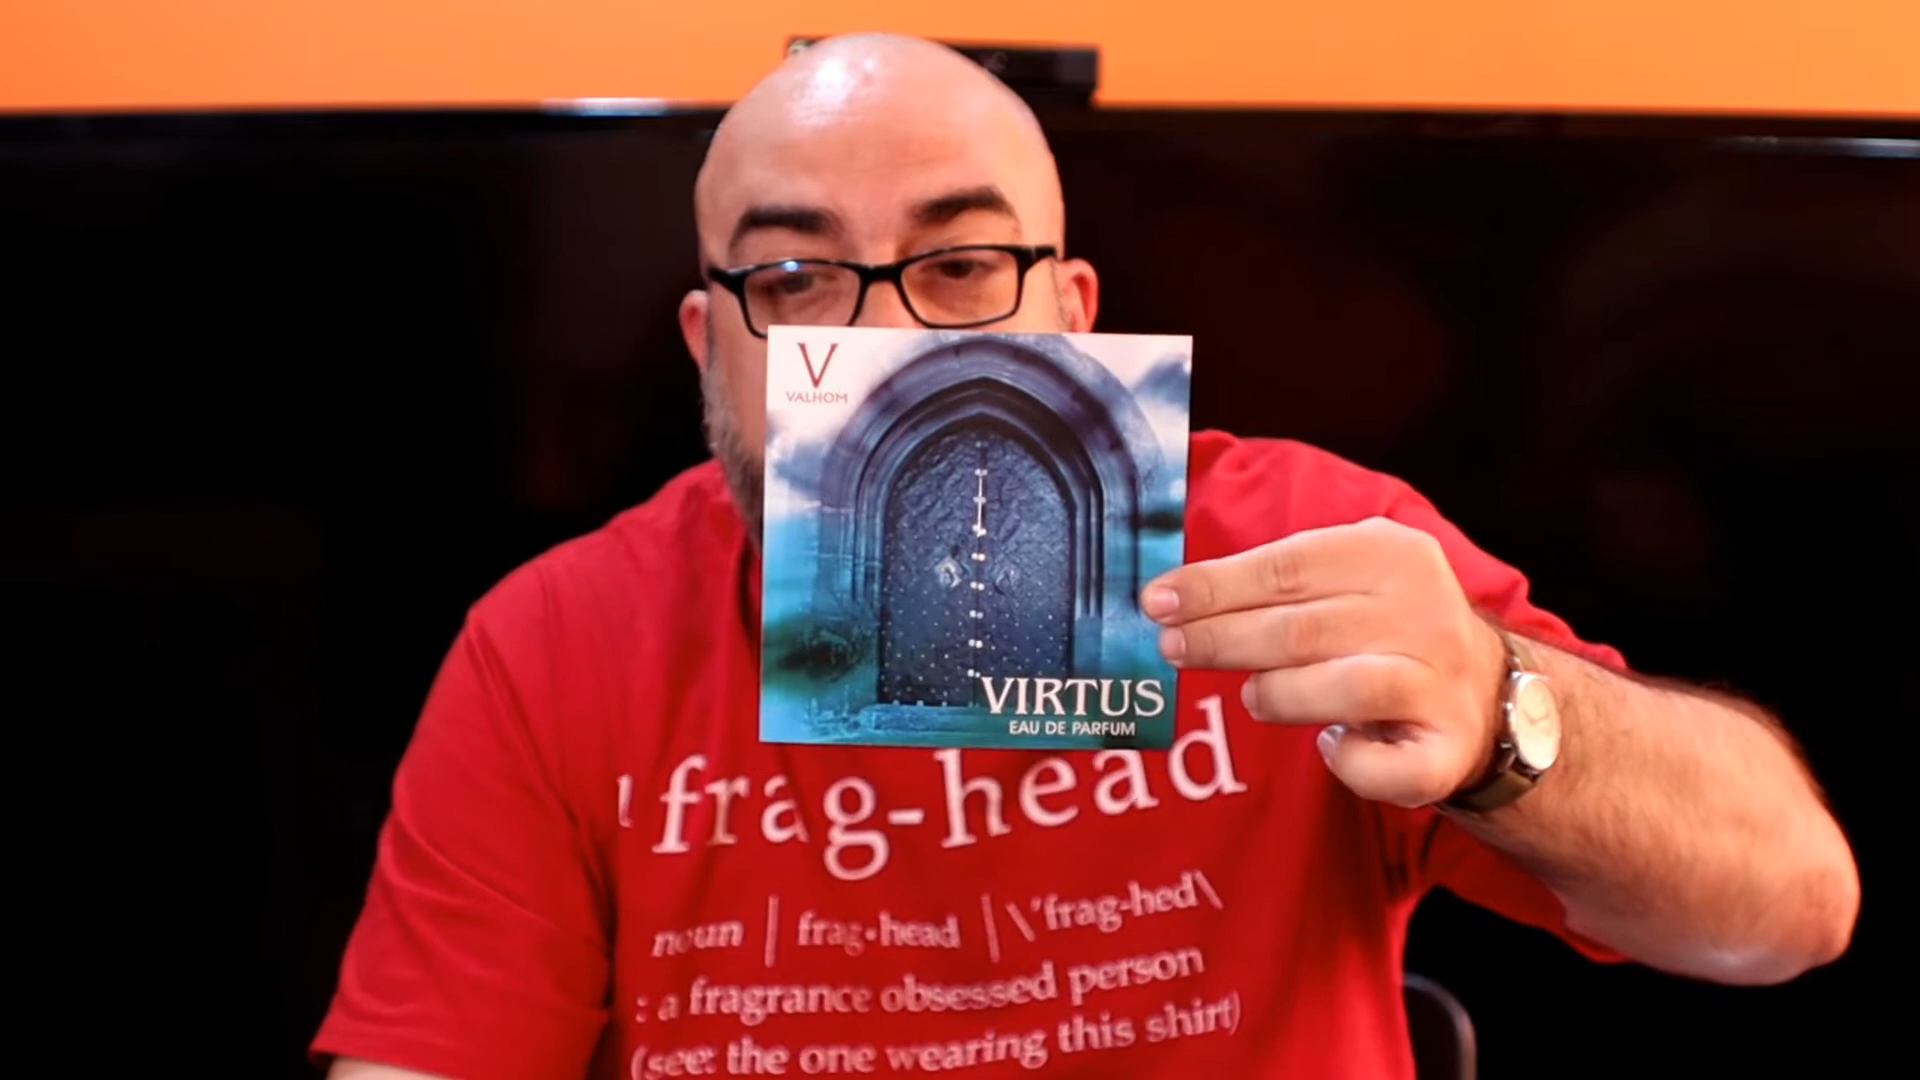 V
VALHOM
VIRTUS
EAU DE PARFUM
frag-head
noun | frag•head | \'frag-hed\
: a fragrance obsessed person
(see: the one wearing this shirt)